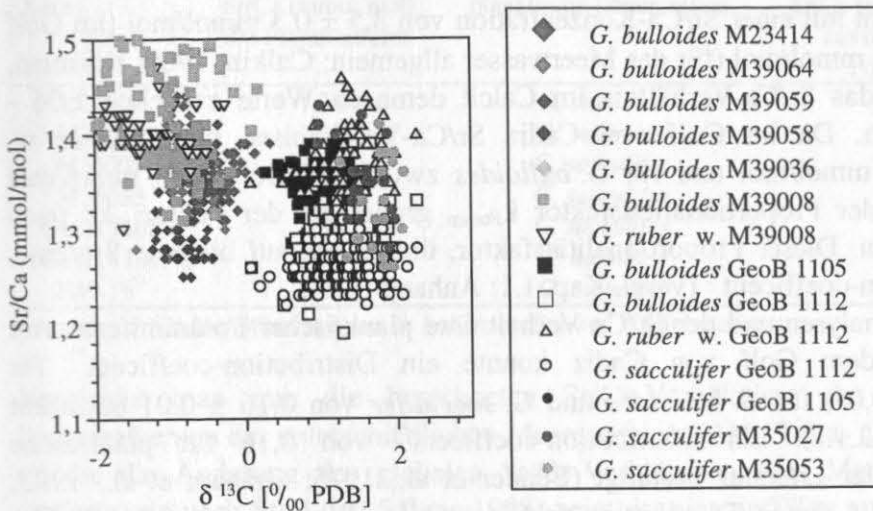 1,5
1,4
1,3
1,2
1,1
Sr/Ca (mmol/mol)
-2
0
2
δ ¹³C [⁰/₀₀ PDB]
G. bulloides M23414
G. bulloides M39064
G. bulloides M39059
G. bulloides M39058
G. bulloides M39036
G. bulloides M39008
G. ruber w. M39008
G. bulloides GeoB 1105
G. bulloides GeoB 1112
G. ruber w. GeoB 1112
G. sacculifer GeoB 1112
G. sacculifer GeoB 1105
G. sacculifer M35027
G. sacculifer M35053